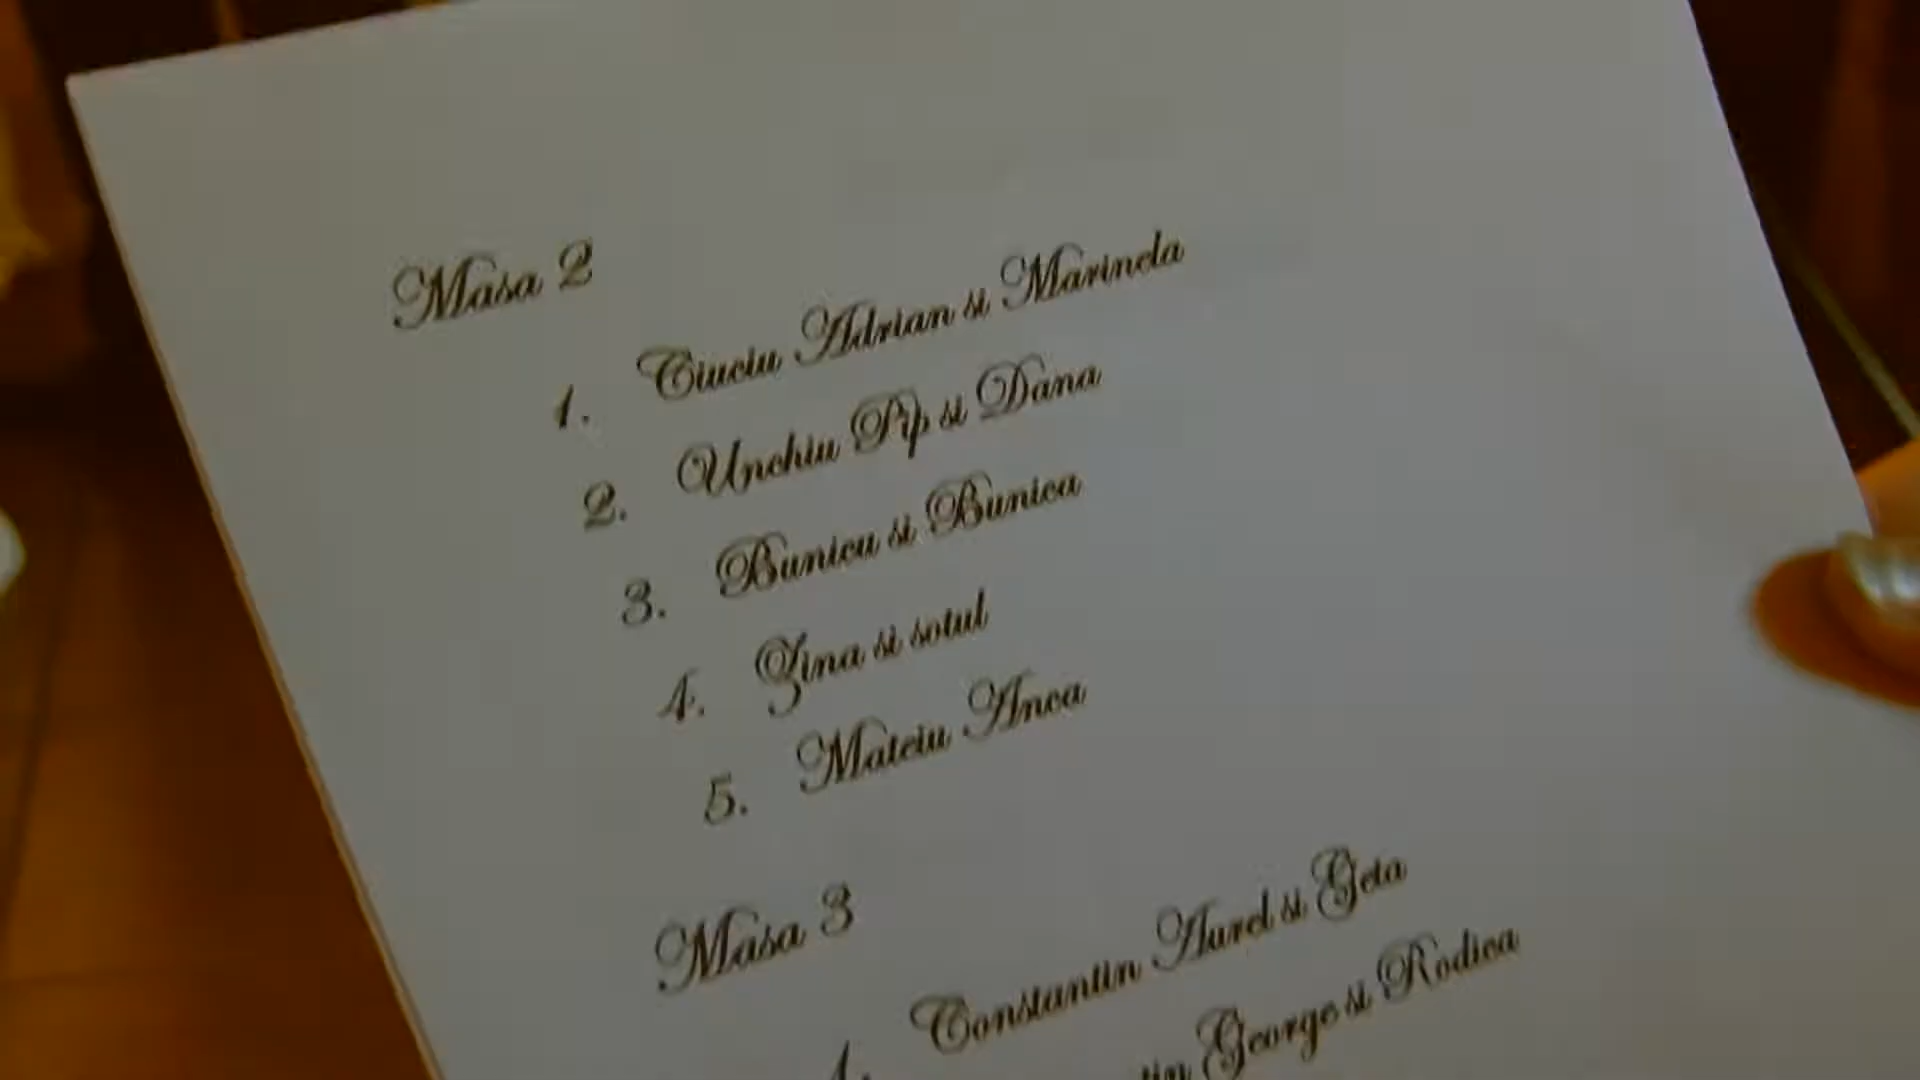 Masa 2
1. Ciuciu Adrian si Marinela
2. Unchiu Pip si Dana
3. Bunicu si Bunica
4. Zina si sotul
5. Mateiu Anca
Masa 3
1. Constantin Aurel si Geta
George si Rodica